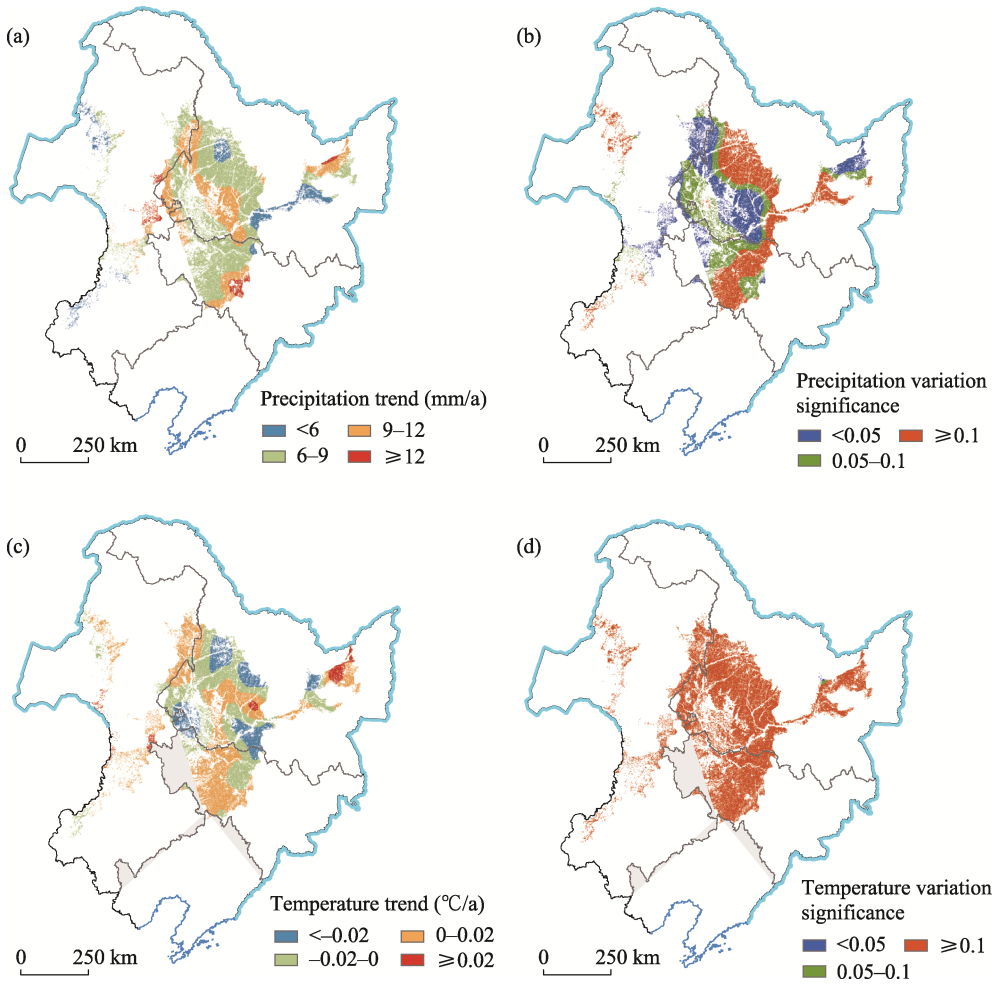 (a)
Precipitation trend (mm/a)
<6 9–12
6–9 ≥12
0 250 km
(b)
Precipitation variation
significance
<0.05 ≥0.1
0.05–0.1
0 250 km
(c)
Temperature trend (℃/a)
<–0.02 0–0.02
–0.02–0 ≥0.02
0 250 km
(d)
Temperature variation
significance
<0.05 ≥0.1
0.05–0.1
0 250 km